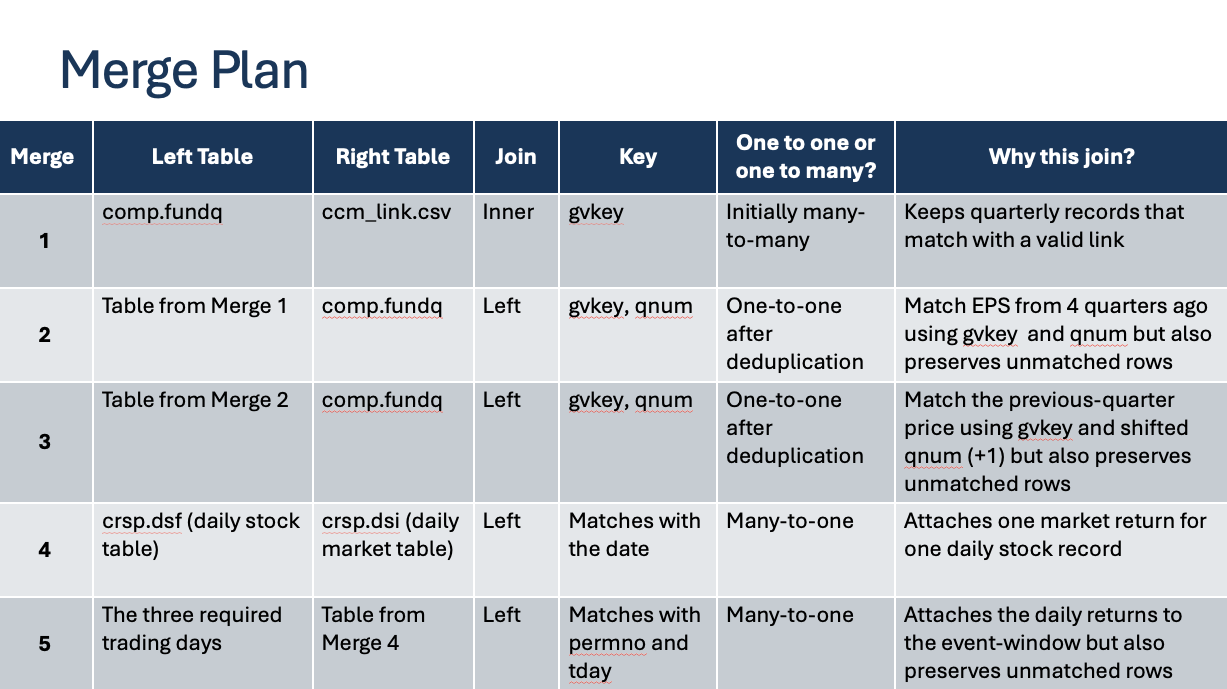 Merge Plan
Merge
Left Table
Right Table
Join
Key
One to one or
one to many?
Why this join?
1
comp.fundq
ccm_link.csv
Inner
gvkey
Initially many-
to-many
Keeps quarterly records that
match with a valid link
2
Table from Merge 1
comp.fundq
Left
gvkey, qnum
One-to-one
after
deduplication
Match EPS from 4 quarters ago
using gvkey  and qnum but also
preserves unmatched rows
3
Table from Merge 2
comp.fundq
Left
gvkey, qnum
One-to-one
after
deduplication
Match the previous-quarter
price using gvkey and shifted
qnum (+1) but also preserves
unmatched rows
4
crsp.dsf (daily stock
table)
crsp.dsi (daily
market table)
Left
Matches with
the date
Many-to-one
Attaches one market return for
one daily stock record
5
The three required
trading days
Table from
Merge 4
Left
Matches with
permno and
tday
Many-to-one
Attaches the daily returns to
the event-window but also
preserves unmatched rows